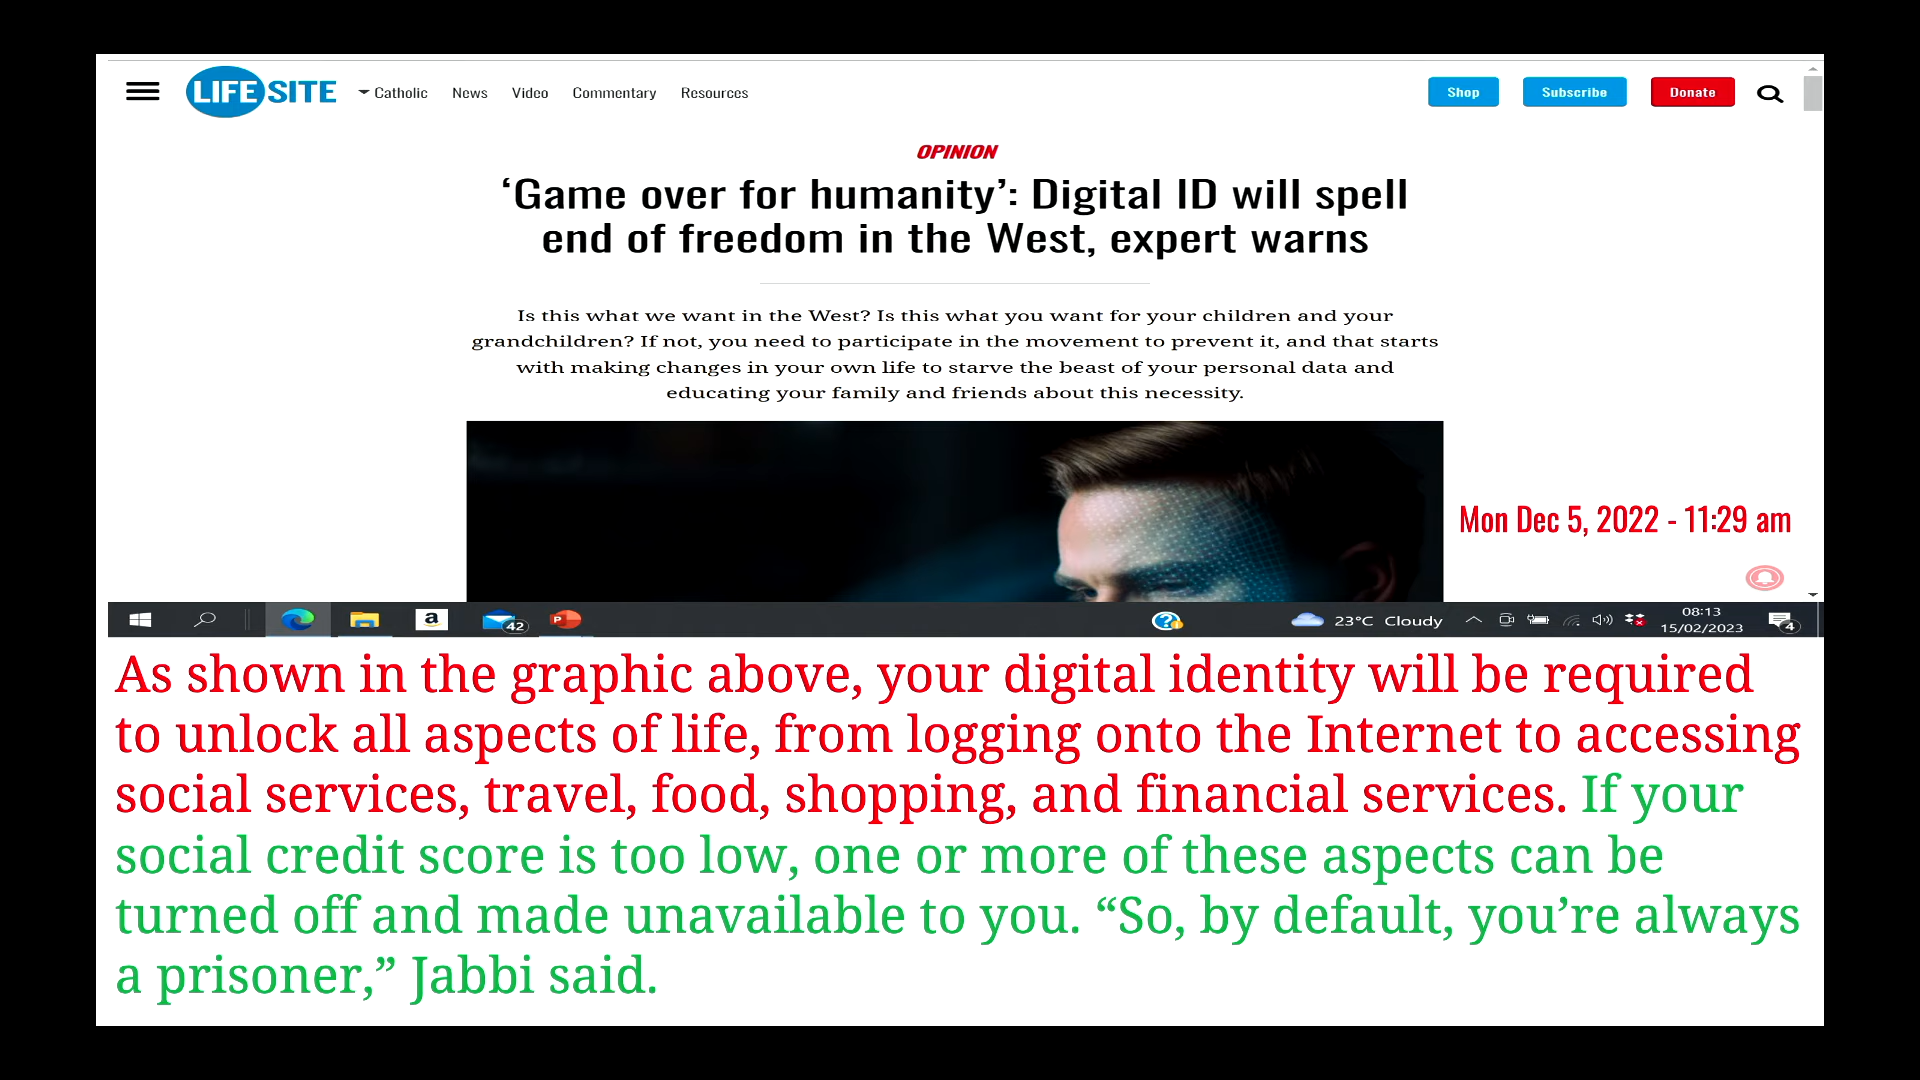 LIFE SITE Catholic News Video Commentary Resources Shop Subscribe Donate
OPINION
‘Game over for humanity’: Digital ID will spell
end of freedom in the West, expert warns
Is this what we want in the West? Is this what you want for your children and your
grandchildren? If not, you need to participate in the movement to prevent it, and that starts
with making changes in your own life to starve the beast of your personal data and
educating your family and friends about this necessity.
Mon Dec 5, 2022 - 11:29 am
a 42 P 23°C Cloudy 08:13
15/02/2023 4
As shown in the graphic above, your digital identity will be required
to unlock all aspects of life, from logging onto the Internet to accessing
social services, travel, food, shopping, and financial services. If your
social credit score is too low, one or more of these aspects can be
turned off and made unavailable to you. “So, by default, you’re always
a prisoner,” Jabbi said.